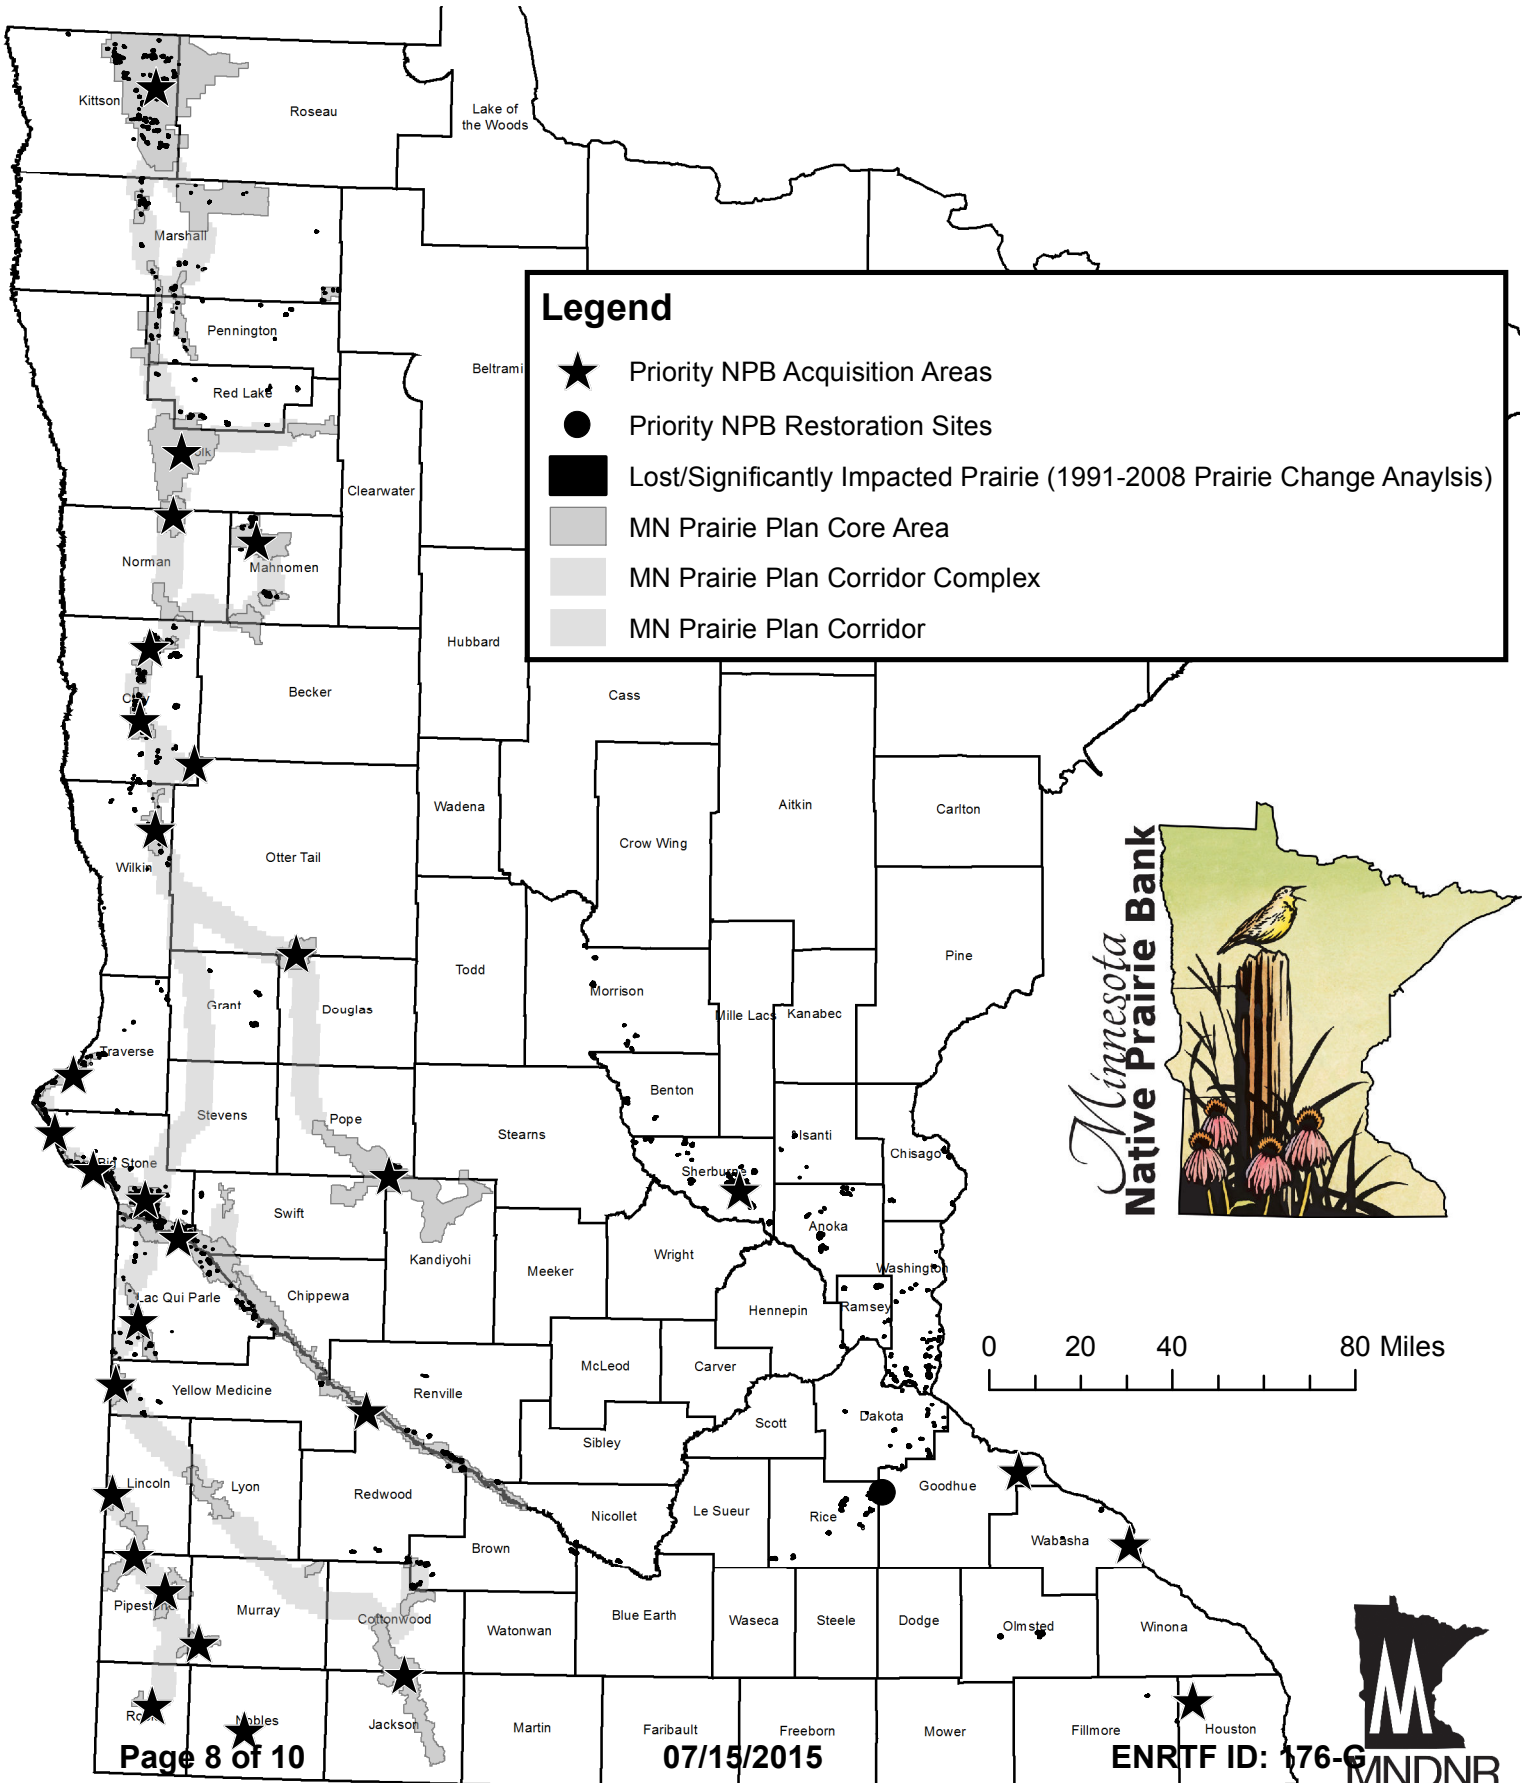 Kittson
Roseau
Lake of
the Woods
Marshall
Pennington
Red Lake
Beltrami
Clearwater
Norman
Mahnomen
Hubbard
Becker
Cass
Legend
Priority NPB Acquisition Areas
Priority NPB Restoration Sites
Lost/Significantly Impacted Prairie (1991-2008 Prairie Change Anaylsis)
MN Prairie Plan Core Area
MN Prairie Plan Corridor Complex
MN Prairie Plan Corridor
Wadena
Aitkin
Carlton
Crow Wing
Otter Tail
Wilkin
Todd
Morrison
Pine
Grant
Douglas
Mille Lacs
Kanabec
Traverse
Benton
Stevens
Pope
Stearns
Isanti
Chisago
Big Stone
Sherburne
Swift
Anoka
Kandiyohi
Wright
Meeker
Washington
Lac Qui Parle
Chippewa
Hennepin
Ramsey
McLeod
Carver
Yellow Medicine
Renville
Scott
Dakota
Sibley
Lincoln
Lyon
Redwood
Nicollet
Le Sueur
Rice
Goodhue
Brown
Wabasha
Pipestone
Murray
Cottonwood
Watonwan
Blue Earth
Waseca
Steele
Dodge
Olmsted
Winona
Nobles
Jackson
Martin
Faribault
Freeborn
Mower
Fillmore
Houston
Minnesota
Native Prairie Bank
0 20 40 80 Miles
Page 8 of 10
07/15/2015
ENRTF ID: 176-G
MNDNR